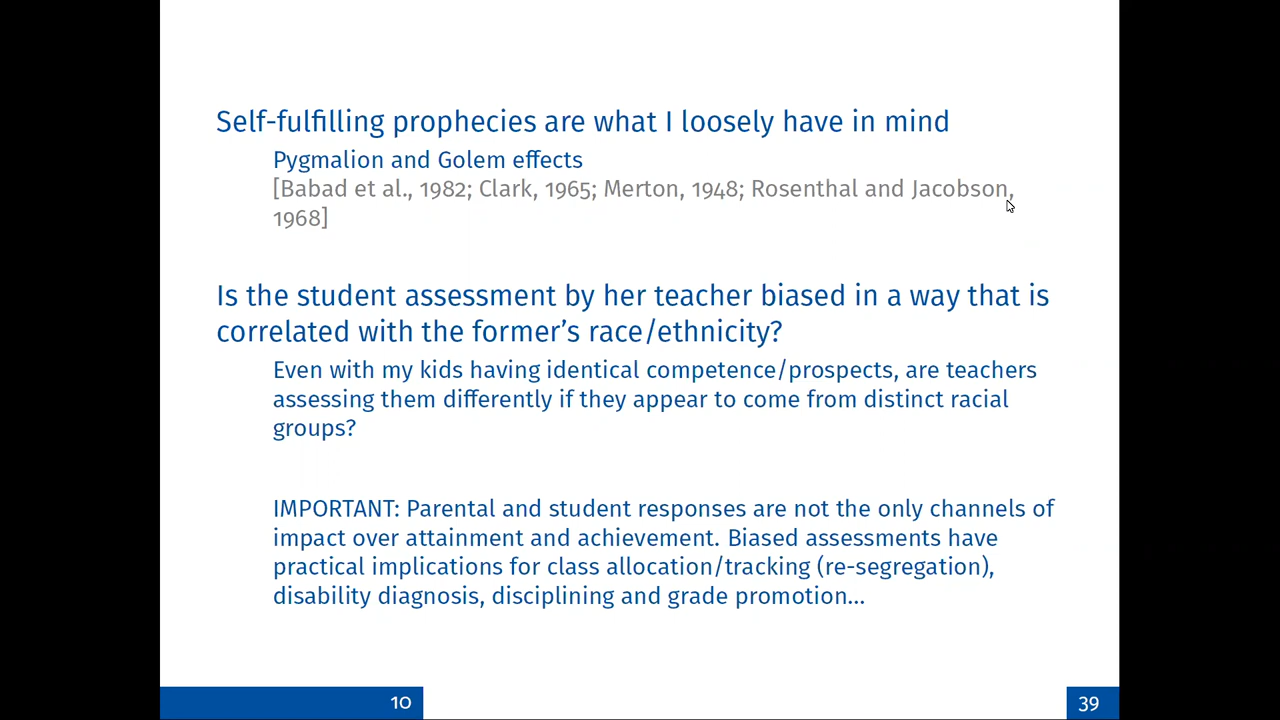 Self-fulfilling prophecies are what I loosely have in mind
Pygmalion and Golem effects
[Babad et al., 1982; Clark, 1965; Merton, 1948; Rosenthal and Jacobson,
1968]
Is the student assessment by her teacher biased in a way that is
correlated with the former's race/ethnicity?
Even with my kids having identical competence/prospects, are teachers
assessing them differently if they appear to come from distinct racial
groups?
IMPORTANT: Parental and student responses are not the only channels of
impact over attainment and achievement. Biased assessments have
practical implications for class allocation/tracking (re-segregation),
disability diagnosis, disciplining and grade promotion...
10
39